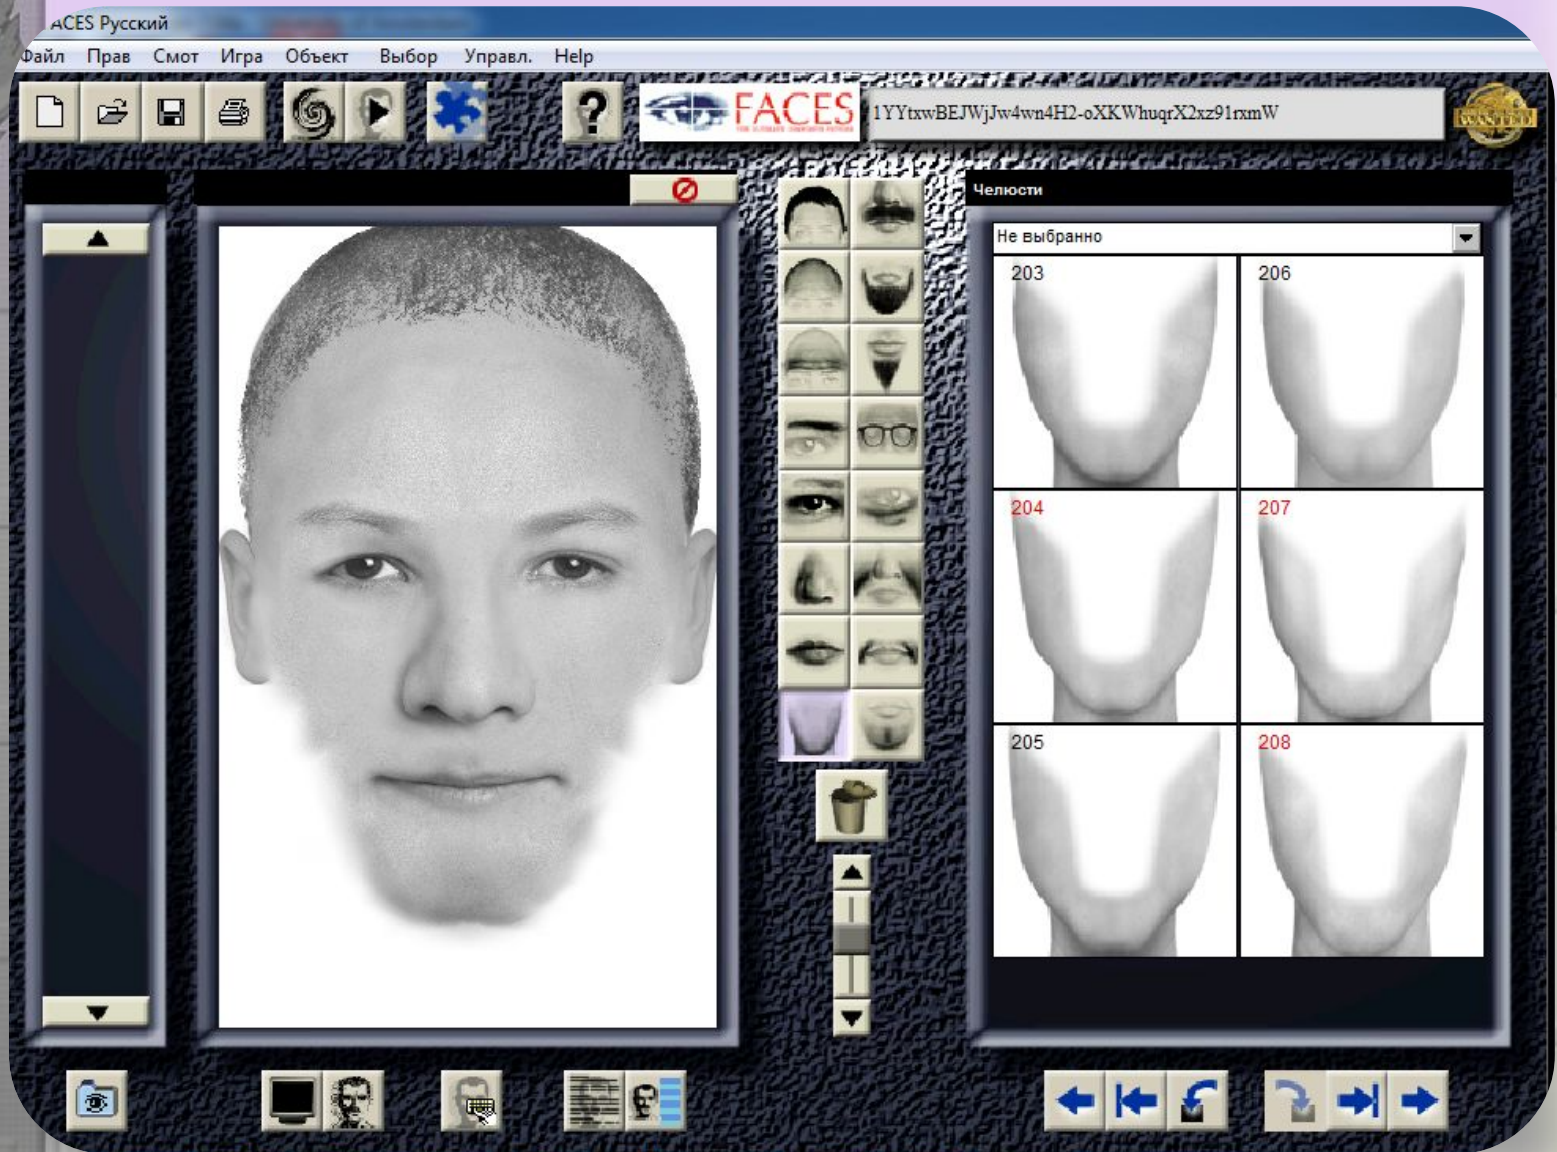 ACES Русский
Файл Прав Смот Игра Объект Выбор Управл. Help
FACES
1YYtxwBEJWjJw4wn4H2-oXKWhuqrX2xz91rxmW
WANTED
Челюсти
Не выбранно
203 206
204 207
205 208